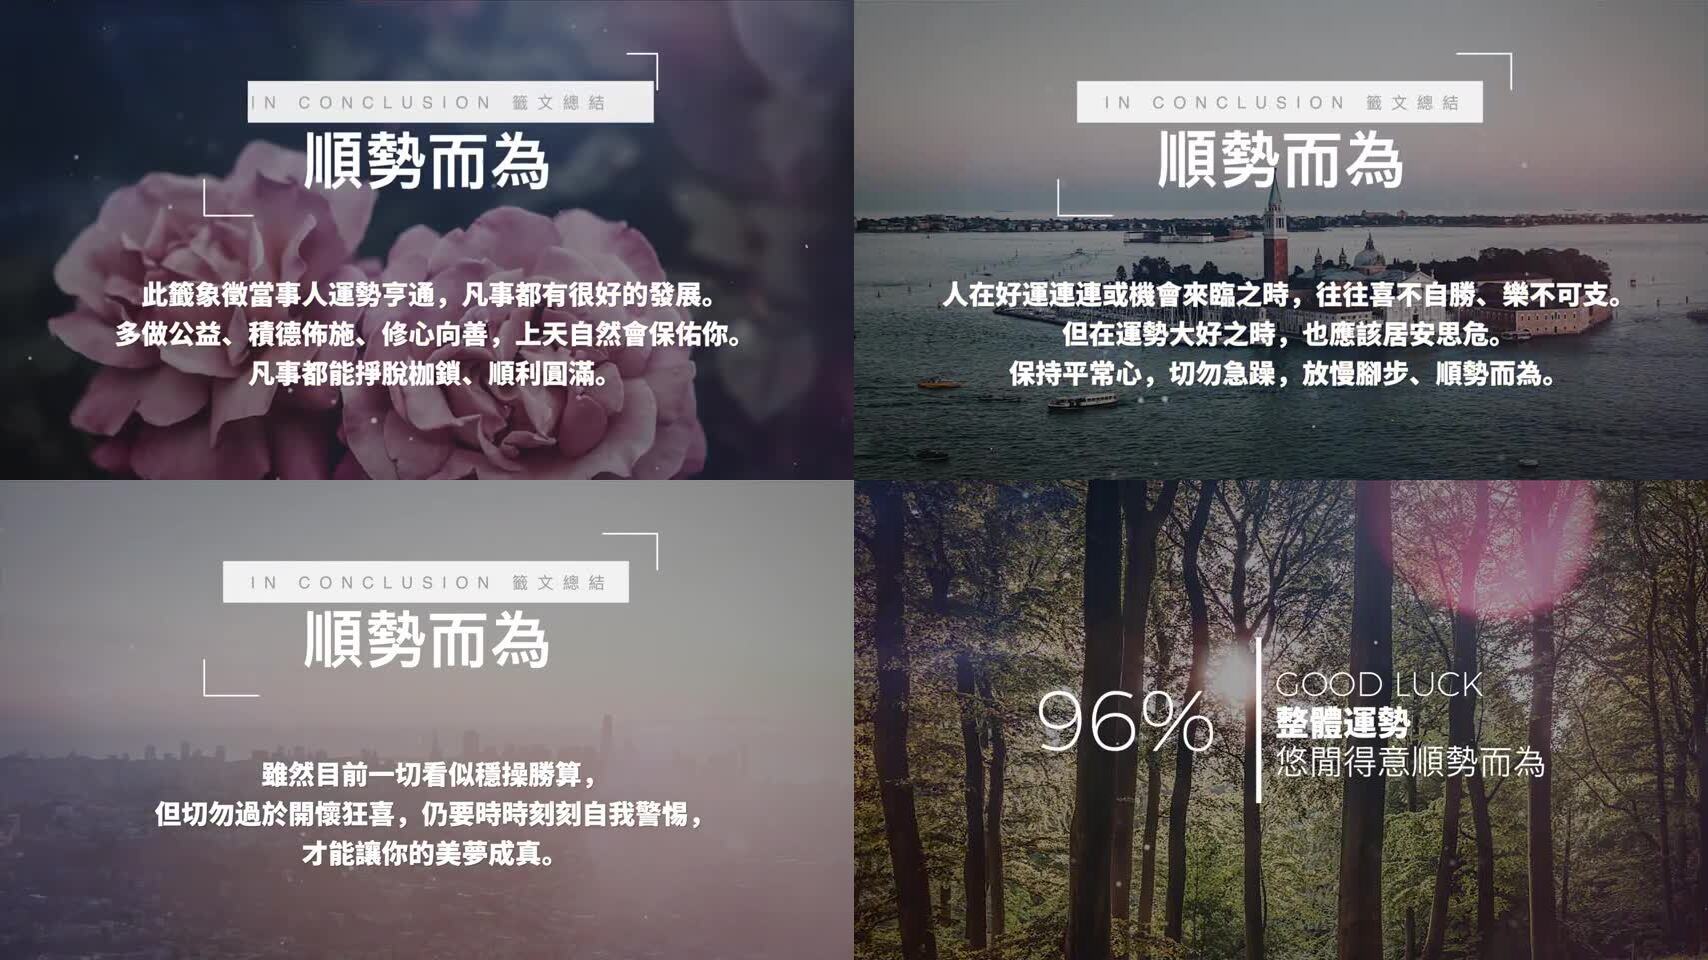 IN CONCLUSION 籤文總結
順勢而為
此籤象徵當事人運勢亨通，凡事都有很好的發展。
多做公益、積德佈施、修心向善，上天自然會保佑你。
凡事都能掙脫枷鎖、順利圓滿。
IN CONCLUSION 籤文總結
順勢而為
人在好運連連或機會來臨之時，往往喜不自勝、樂不可支。
但在運勢大好之時，也應該居安思危。
保持平常心，切勿急躁，放慢腳步、順勢而為。
IN CONCLUSION 籤文總結
順勢而為
雖然目前一切看似穩操勝算，
但切勿過於開懷狂喜，仍要時時刻刻自我警惕，
才能讓你的美夢成真。
96%
GOOD LUCK
整體運勢
悠閒得意順勢而為